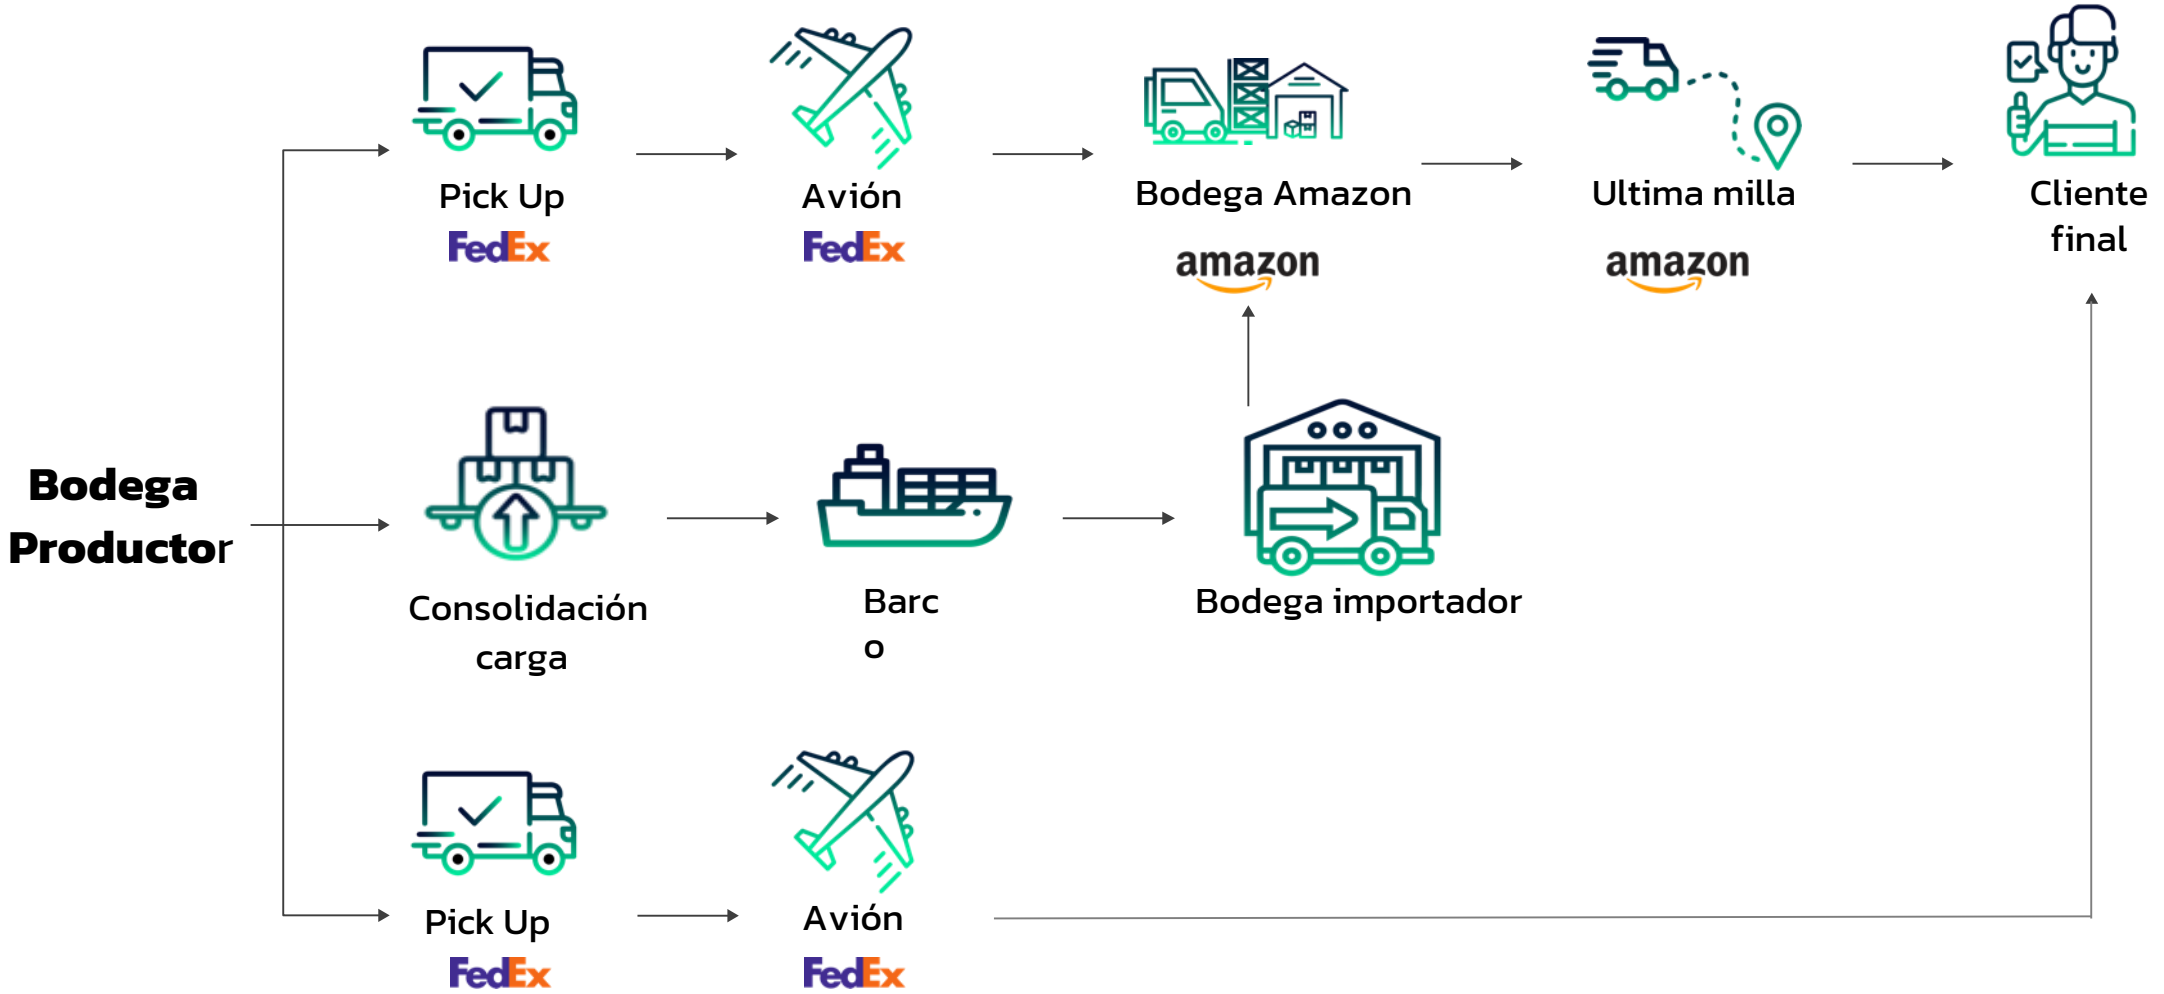 Pick Up
FedEx
Avión
FedEx
Bodega Amazon
amazon
Ultima milla
amazon
Cliente
final
Bodega
Productor
Consolidación
carga
Barc
o
Bodega importador
Pick Up
FedEx
Avión
FedEx